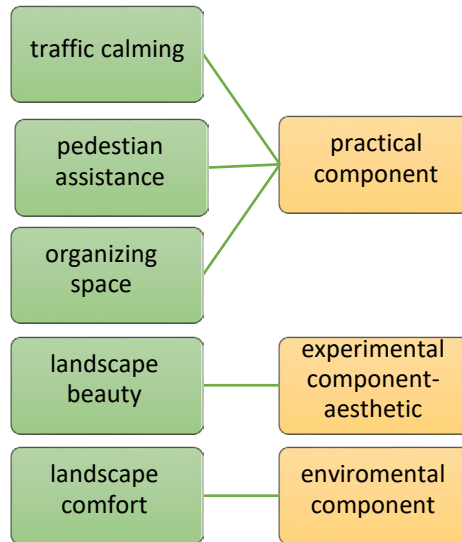 traffic calming
pedestian
assistance
practical
component
organizing
space
landscape
beauty
experimental
component-
aesthetic
landscape
comfort
enviromental
component